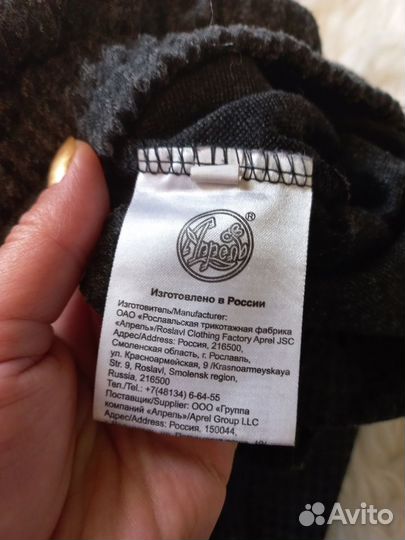 Апрель ®
Изготовлено в России
Изготовитель/Manufacturer:
ОАО «Рославльская трикотажная фабрика
«Апрель»/Roslavl Clothing Factory Aprel JSC
Адрес/Address: Россия, 216500,
Смоленская область, г. Рославль,
ул. Красноармейская, 9 /Krasnoarmeyskaya
Str. 9, Roslavl, Smolensk region,
Russia, 216500
Тел./Tel.: +7(48134) 6-64-55
Поставщик/Supplier: ООО «Группа
компаний «Апрель»/Aprel Group LLC
Адрес/Address: Россия, 150044,
Avito